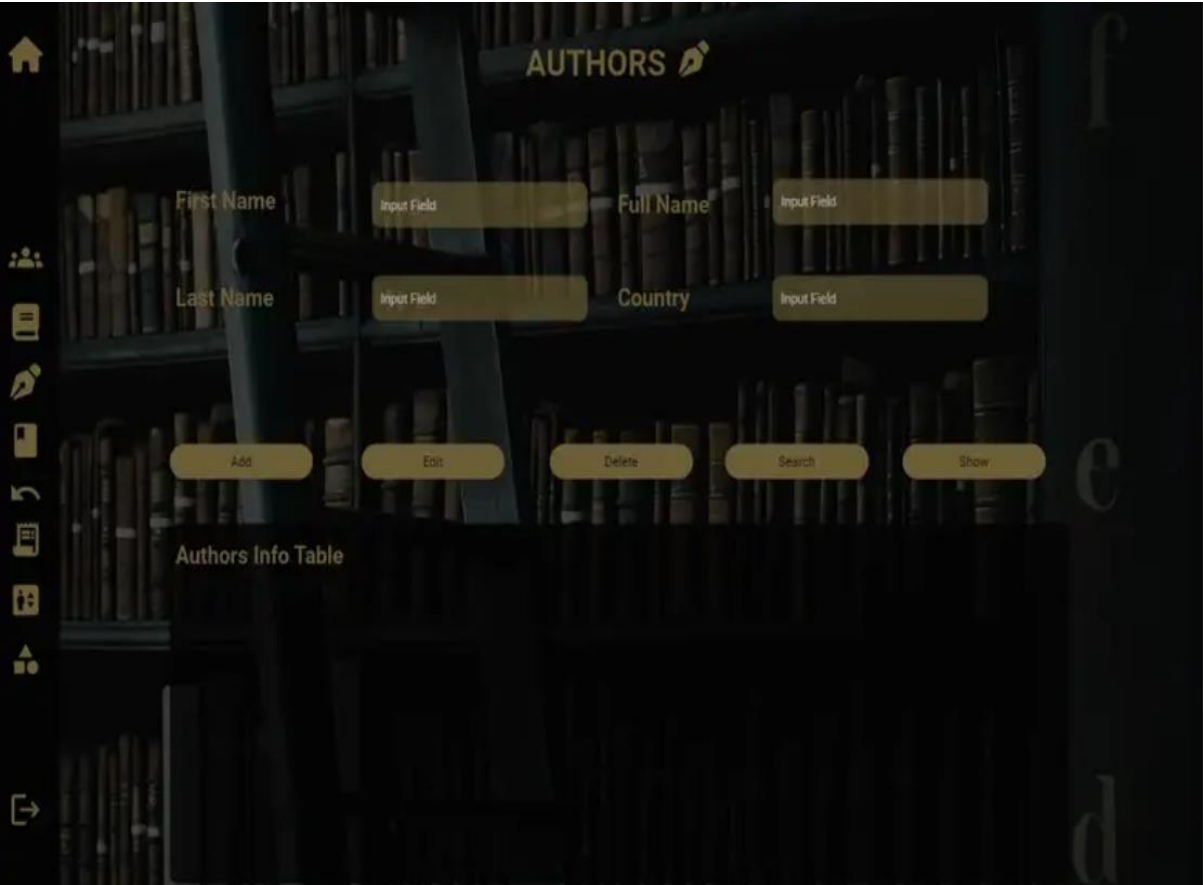 AUTHORS
First Name Input Field Full Name Input Field
Last Name Input Field Country Input Field
Add Edit Delete Search Show
Authors Info Table
f
e
d